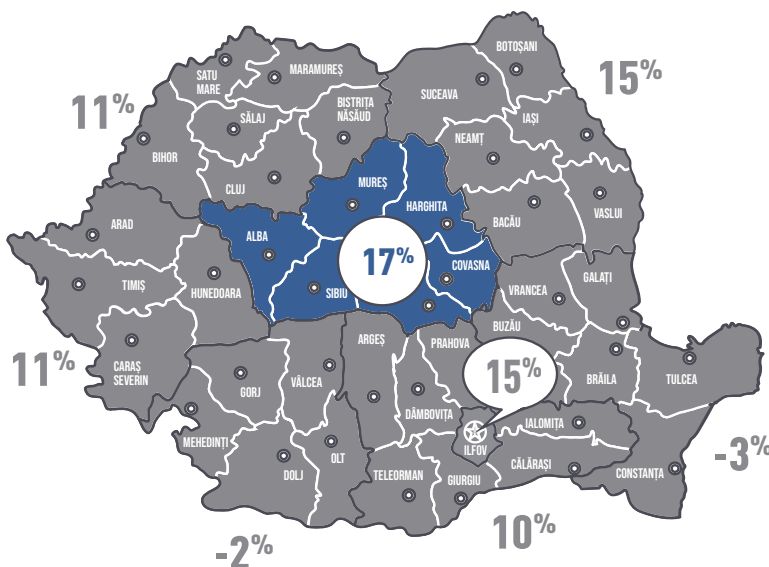 BOTOȘANI
SATU
MARE
MARAMUREȘ
SUCEAVA
15%
11%
BISTRIȚA
NĂSĂUD
SĂLAJ
IAȘI
NEAMȚ
BIHOR
CLUJ
MUREȘ
HARGHITA
BACĂU
VASLUI
ARAD
ALBA
17%
COVASNA
TIMIȘ
HUNEDOARA
SIBIU
VRANCEA
GALAȚI
BUZĂU
ARGEȘ
PRAHOVA
11%
CARAȘ
SEVERIN
GORJ
VÂLCEA
15%
BRĂILA
TULCEA
DÂMBOVIȚA
MEHEDINȚI
IALOMIȚA
ILFOV
-3%
DOLJ
OLT
TELEORMAN
GIURGIU
CĂLĂRAȘI
CONSTANȚA
10%
-2%